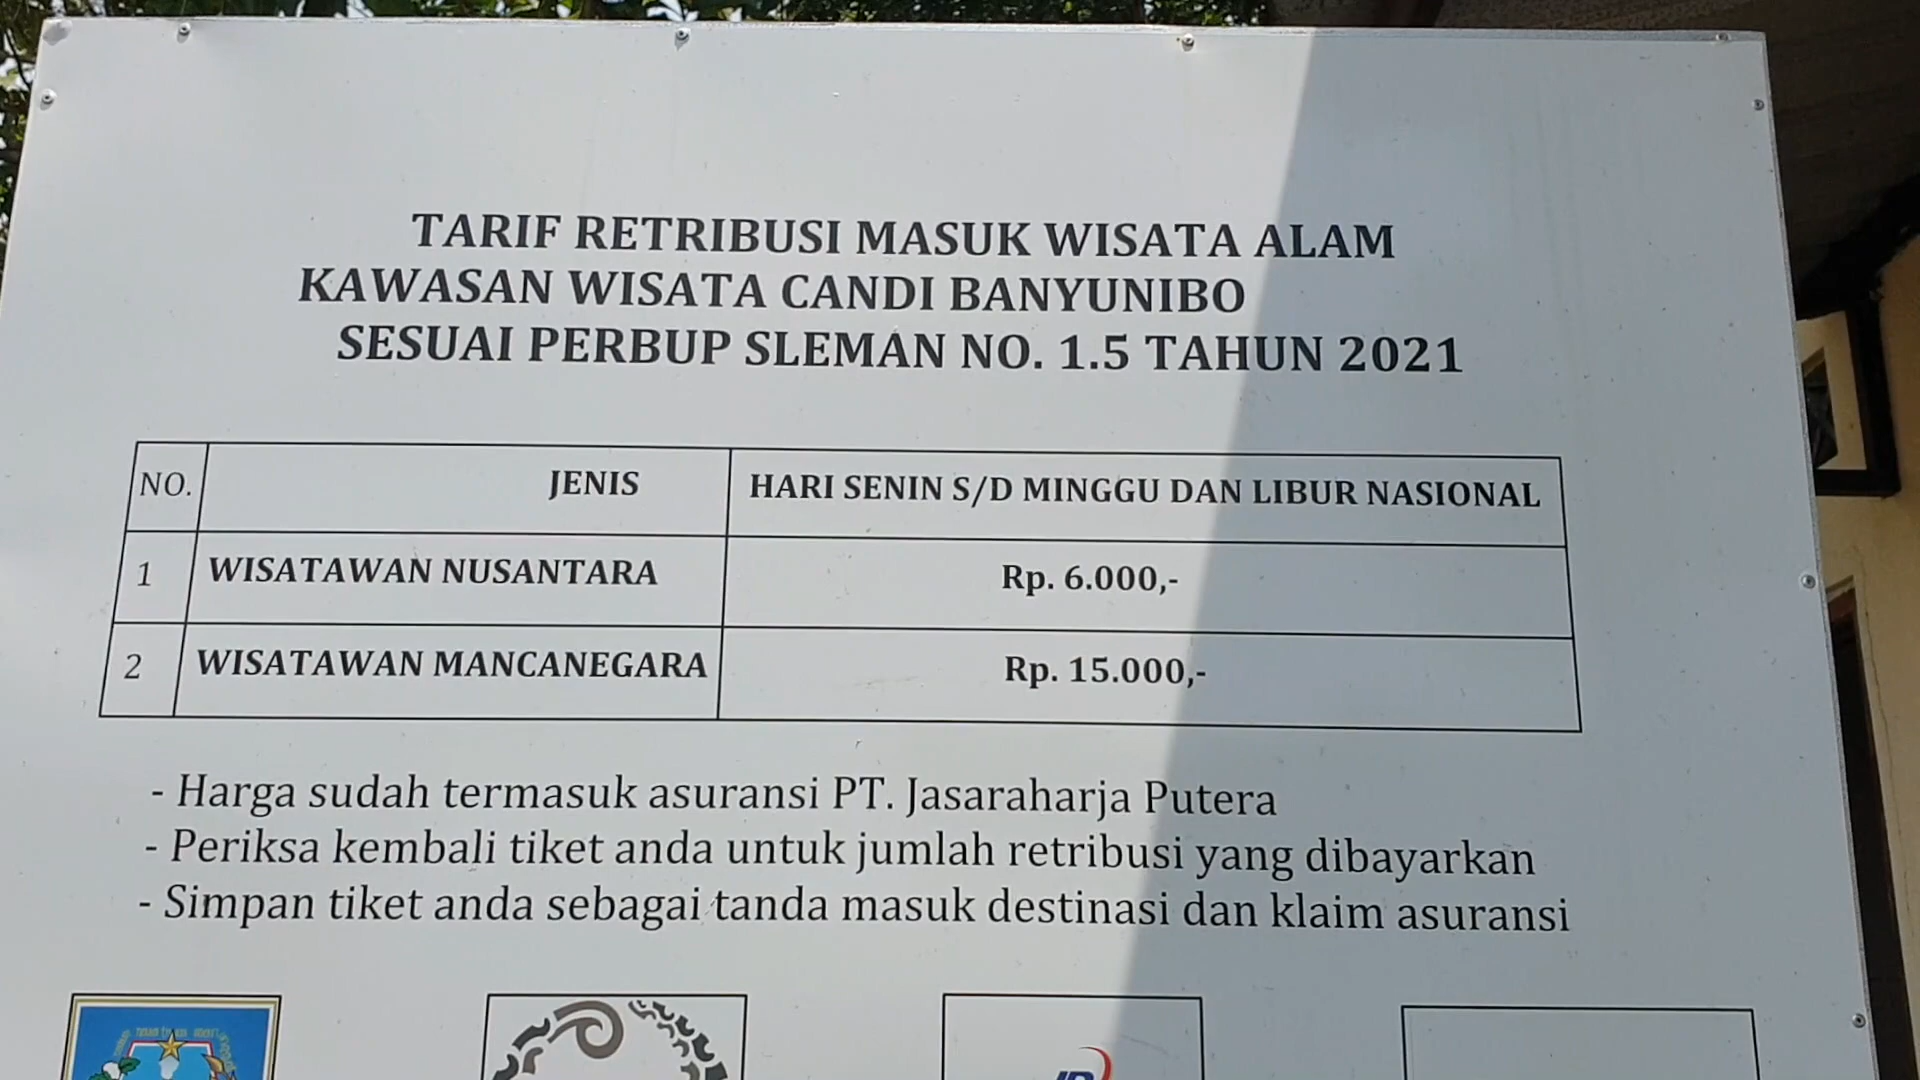 TARIF RETRIBUSI MASUK WISATA ALAM
KAWASAN WISATA CANDI BANYUNIBO
SESUAI PERBUP SLEMAN NO. 1.5 TAHUN 2021
NO. JENIS HARI SENIN S/D MINGGU DAN LIBUR NASIONAL
1 WISATAWAN NUSANTARA Rp. 6.000,-
2 WISATAWAN MANCANEGARA Rp. 15.000,-
- Harga sudah termasuk asuransi PT. Jasaraharja Putera
- Periksa kembali tiket anda untuk jumlah retribusi yang dibayarkan
- Simpan tiket anda sebagai tanda masuk destinasi dan klaim asuransi